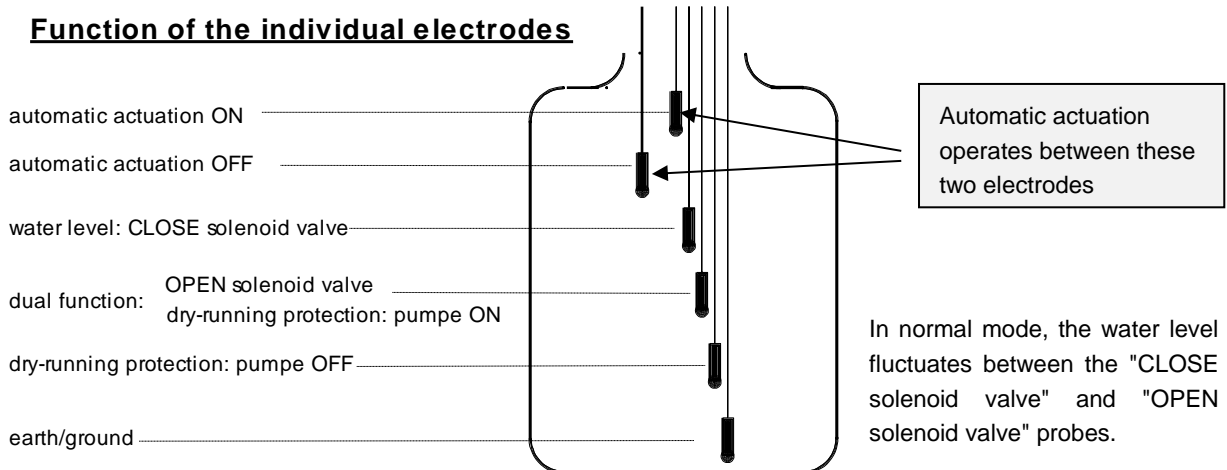 Function of the individual electrodes
automatic actuation ON
automatic actuation OFF
water level: CLOSE solenoid valve
dual function:
OPEN solenoid valve
dry-running protection: pumpe ON
dry-running protection: pumpe OFF
earth/ground
Automatic actuation
operates between these
two electrodes
In normal mode, the water level
fluctuates between the "CLOSE
solenoid valve" and "OPEN
solenoid valve" probes.